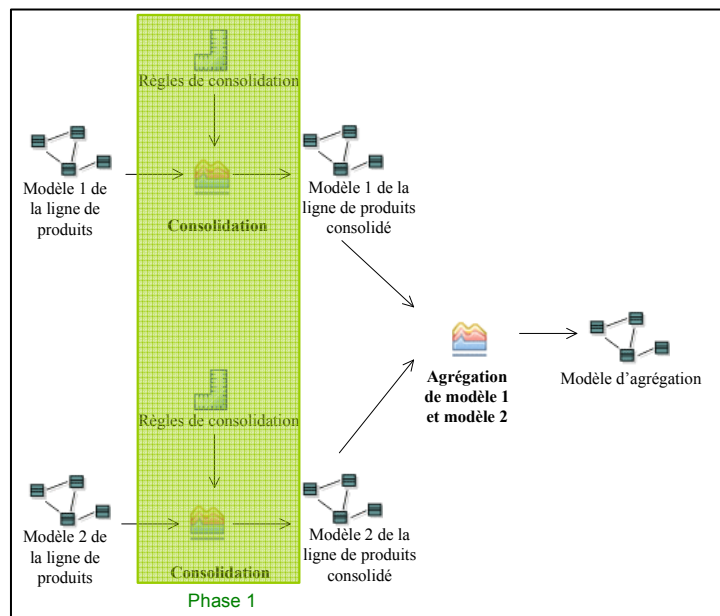 Règles de consolidation
Modèle 1 de
la ligne de
produits
Consolidation
Modèle 1 de la
ligne de produits
consolidé
Agrégation
de modèle 1
et modèle 2
Modèle d’agrégation
Règles de consolidation
Modèle 2 de
la ligne de
produits
Consolidation
Modèle 2 de la
ligne de produits
consolidé
Phase 1